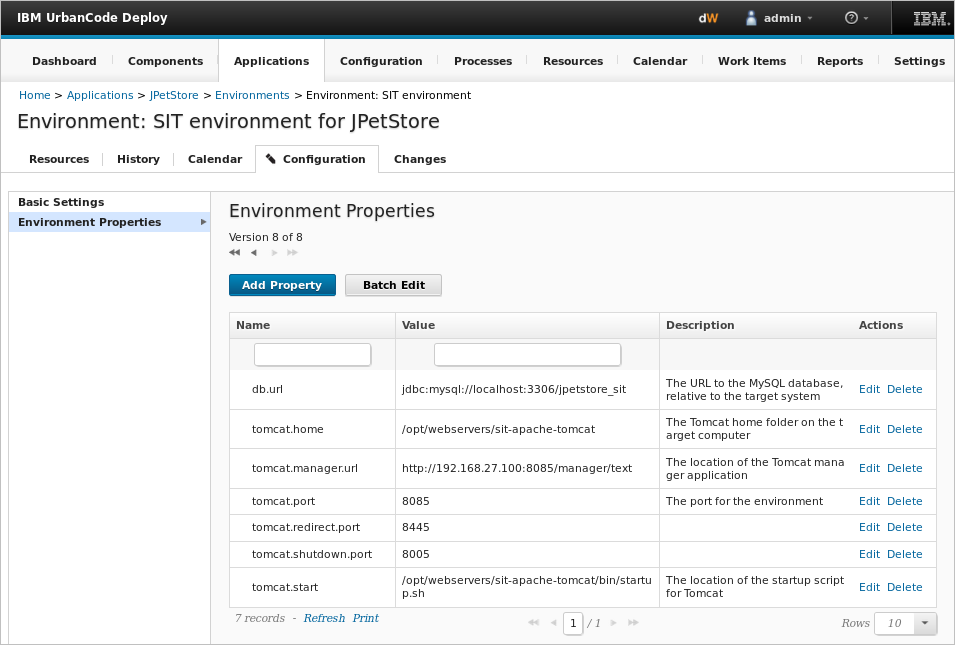 IBM UrbanCode Deploy dW admin ? IBM
Dashboard Components Applications Configuration Processes Resources Calendar Work Items Reports Settings
Home > Applications > JPetStore > Environments > Environment: SIT environment
Environment: SIT environment for JPetStore
Resources History Calendar Configuration Changes
Basic Settings
Environment Properties
Environment Properties
Version 8 of 8
Add Property Batch Edit
Name Value Description Actions
db.url jdbc:mysql://localhost:3306/jpetstore_sit The URL to the MySQL database, Edit Delete
relative to the target system
tomcat.home /opt/webservers/sit-apache-tomcat The Tomcat home folder on the t Edit Delete
arget computer
tomcat.manager.url http://192.168.27.100:8085/manager/text The location of the Tomcat mana Edit Delete
ger application
tomcat.port 8085 The port for the environment Edit Delete
tomcat.redirect.port 8445 Edit Delete
tomcat.shutdown.port 8005 Edit Delete
tomcat.start /opt/webservers/sit-apache-tomcat/bin/startu The location of the startup script Edit Delete
p.sh for Tomcat
7 records - Refresh Print 1 / 1 Rows 10